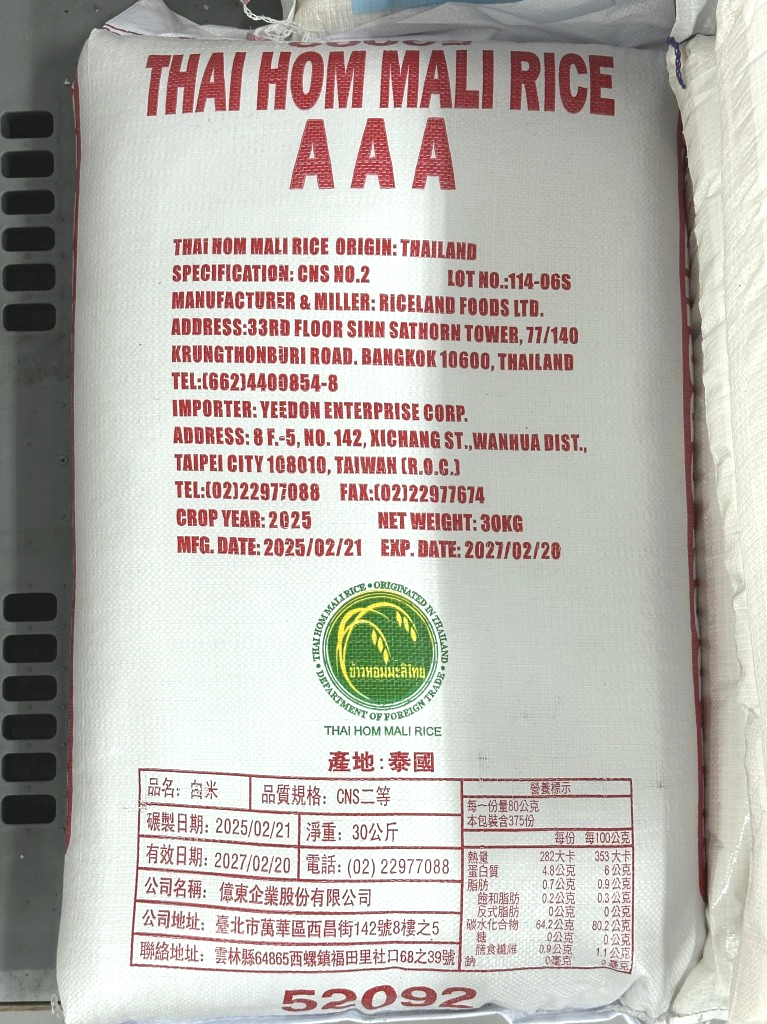 THAI HOM MALI RICE
A A A
THAI HOM MALI RICE ORIGIN: THAILAND
SPECIFICATION: CNS NO.2 LOT NO.:114-06S
MANUFACTURER & MILLER: RICELAND FOODS LTD.
ADDRESS:33RD FLOOR SINN SATHORN TOWER, 77/140
KRUNGTHONBURI ROAD. BANGKOK 10600, THAILAND
TEL:(662)4400854-8
IMPORTER: YEEDON ENTERPRISE CORP.
ADDRESS: 8 F.-5, NO. 142, XICHANG ST.,WANHUA DIST.,
TAIPEI CITY 108010, TAIWAN (R.O.C.)
TEL:(02)22977088 FAX:(02)22977674
CROP YEAR: 2025 NET WEIGHT: 30KG
MFG. DATE: 2025/02/21 EXP. DATE: 2027/02/20
THAI HOM MALI RICE • ORIGINATED IN THAILAND •
ข้าวหอมมะลิไทย
DEPARTMENT OF FOREIGN TRADE •
THAI HOM MALI RICE
產地:泰國
品名: 白米 品質規格: CNS二等
碾製日期: 2025/02/21 淨重: 30公斤
有效日期: 2027/02/20 電話: (02) 22977088
公司名稱: 億東企業股份有限公司
公司地址: 臺北市萬華區西昌街142號8樓之5
聯絡地址: 雲林縣64865西螺鎮福田里社口68之39號
營養標示
每一份量80公克
本包裝含375份
每份 每100公克
熱量 282大卡 353大卡
蛋白質 4.8公克 6公克
脂肪 0.7公克 0.9公克
飽和脂肪 0.2公克 0.3公克
反式脂肪 0公克 0公克
碳水化合物 64.2公克 80.2公克
糖 0公克 0公克
膳食纖維 0.9公克 1.1公克
鈉 0毫克 毫克
52092